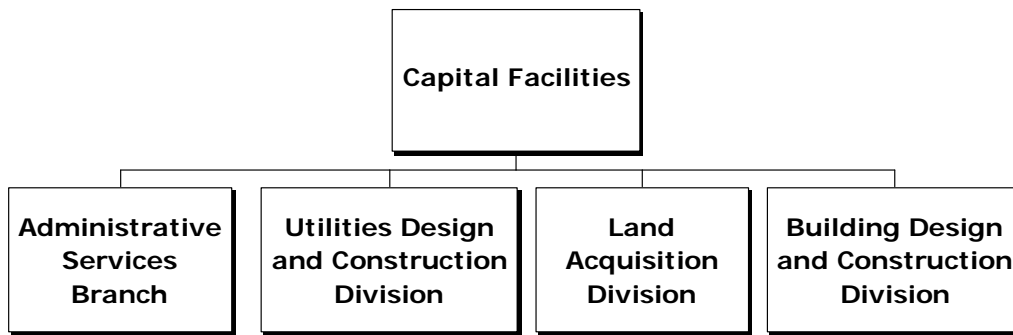 Capital Facilities
Administrative
Services
Branch
Utilities Design
and Construction
Division
Land
Acquisition
Division
Building Design
and Construction
Division